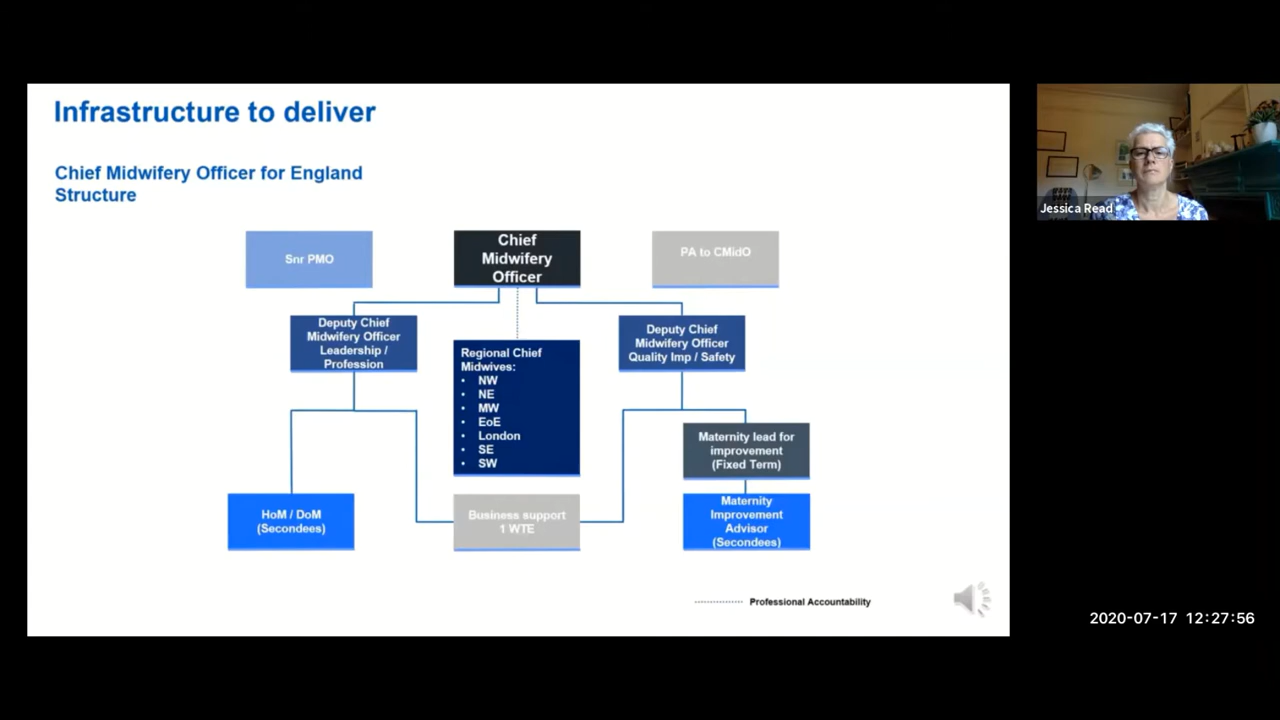 Infrastructure to deliver
Chief Midwifery Officer for England
Structure
Snr PMO
Chief
Midwifery
Officer
PA to CMidO
Deputy Chief
Midwifery Officer
Leadership /
Profession
Regional Chief
Midwives:
• NW
• NE
• MW
• EoE
• London
• SE
• SW
Deputy Chief
Midwifery Officer
Quality Imp / Safety
Maternity lead for
improvement
(Fixed Term)
HoM / DoM
(Secondees)
Business support
1 WTE
Maternity
Improvement
Advisor
(Secondees)
Professional Accountability
Jessica Read
2020-07-17 12:27:56